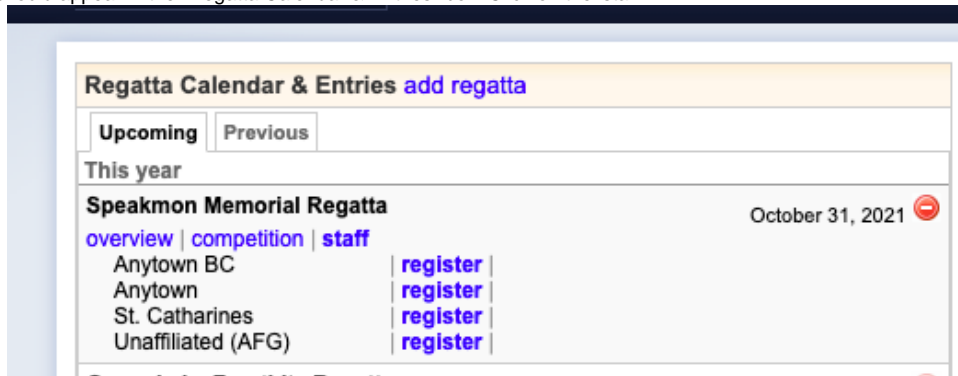 Regatta Calendar & Entries add regatta
Upcoming Previous
This year
Speakmon Memorial Regatta
October 31, 2021
overview | competition | staff
Anytown BC | register |
Anytown | register |
St. Catharines | register |
Unaffiliated (AFG) | register |